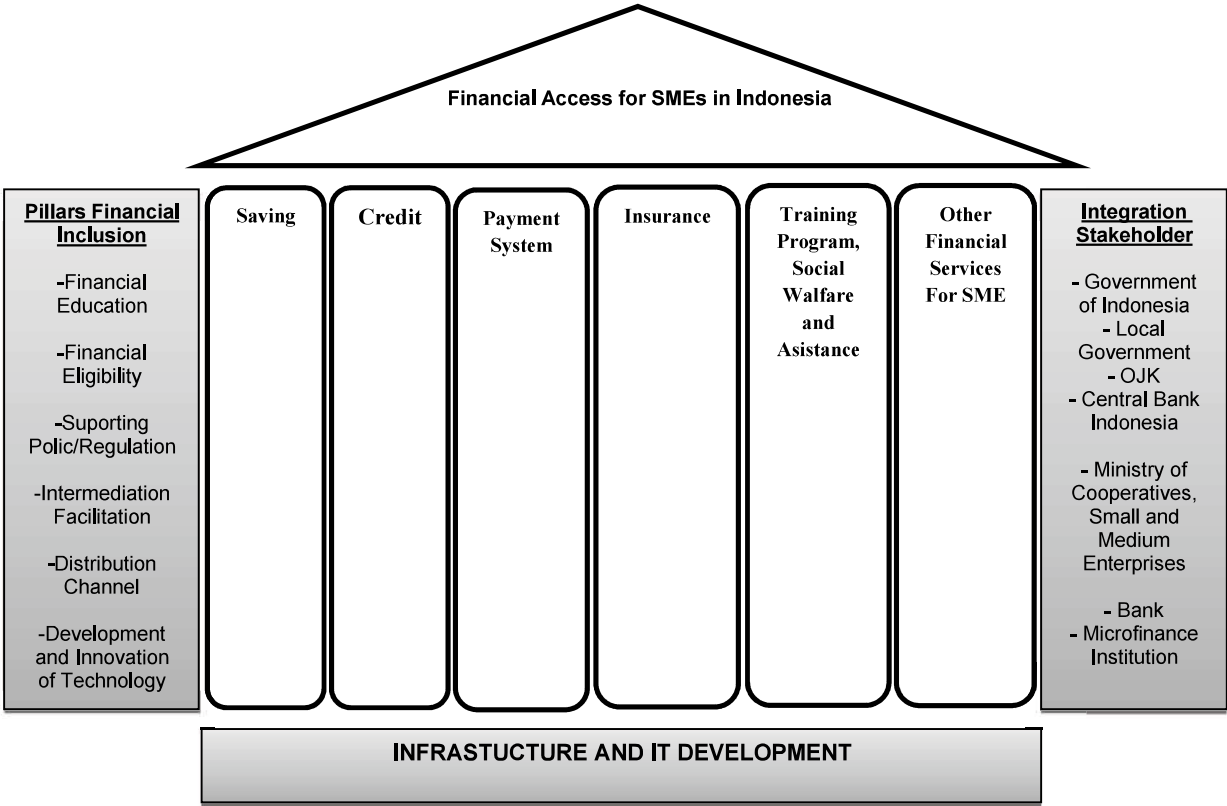 Financial Access for SMEs in Indonesia
Pillars Financial
Inclusion
-Financial
Education
-Financial
Eligibility
-Suporting
Polic/Regulation
-Intermediation
Facilitation
-Distribution
Channel
-Development
and Innovation
of Technology
Saving
Credit
Payment
System
Insurance
Training
Program,
Social
Walfare
and
Asistance
Other
Financial
Services
For SME
Integration
Stakeholder
- Government
of Indonesia
- Local
Government
- OJK
- Central Bank
Indonesia
- Ministry of
Cooperatives,
Small and
Medium
Enterprises
- Bank
- Microfinance
Institution
INFRASTUCTURE AND IT DEVELOPMENT